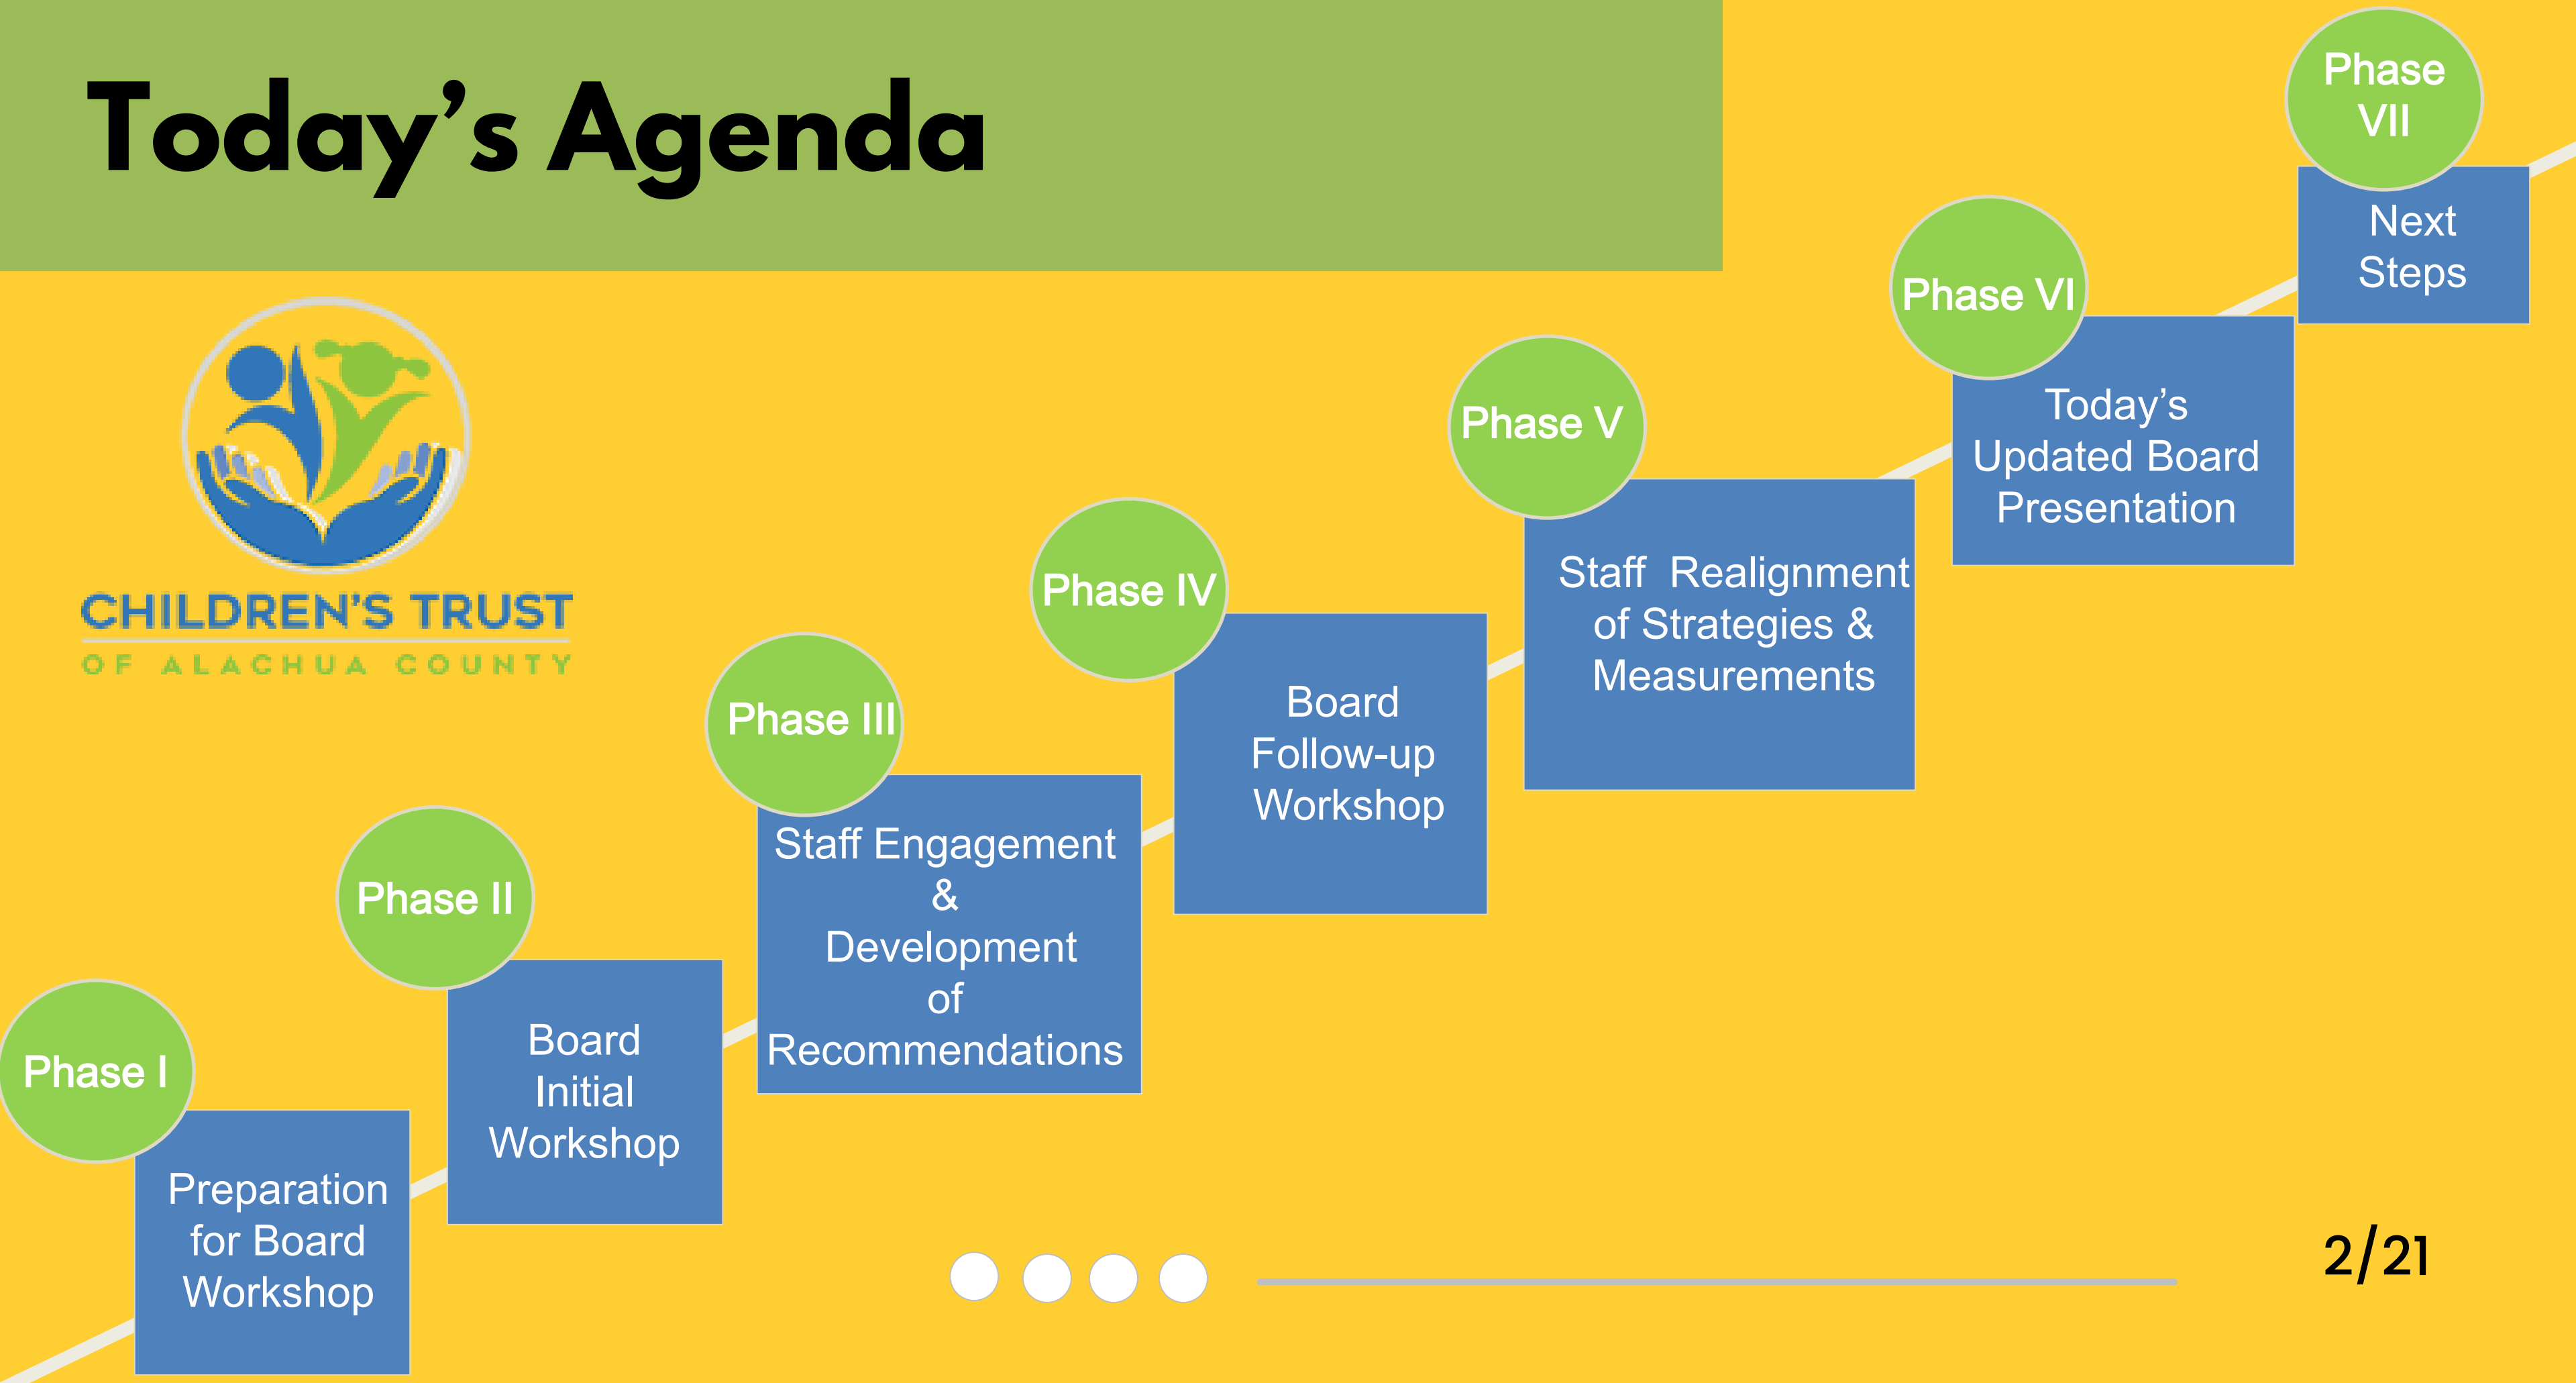 Today’s Agenda
CHILDREN'S TRUST
OF ALACHUA COUNTY
Phase I
Preparation
for Board
Workshop
Phase II
Board
Initial
Workshop
Phase III
Staff Engagement
&
Development
of
Recommendations
Phase IV
Board
Follow-up
Workshop
Phase V
Staff  Realignment
of Strategies &
Measurements
Phase VI
Today’s
Updated Board
Presentation
Phase
VII
Next
Steps
2/21